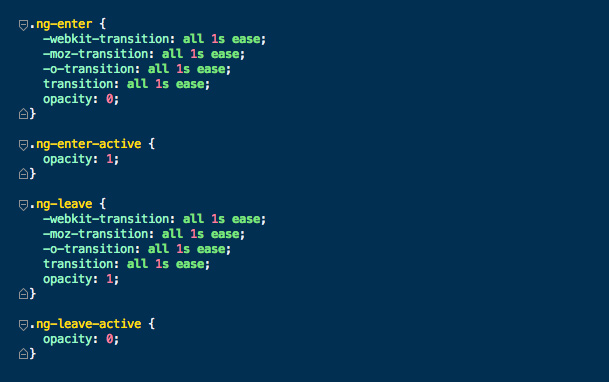 .ng-enter {
-webkit-transition: all 1s ease;
-moz-transition: all 1s ease;
-o-transition: all 1s ease;
transition: all 1s ease;
opacity: 0;
}
.ng-enter-active {
opacity: 1;
}
.ng-leave {
-webkit-transition: all 1s ease;
-moz-transition: all 1s ease;
-o-transition: all 1s ease;
transition: all 1s ease;
opacity: 1;
}
.ng-leave-active {
opacity: 0;
}